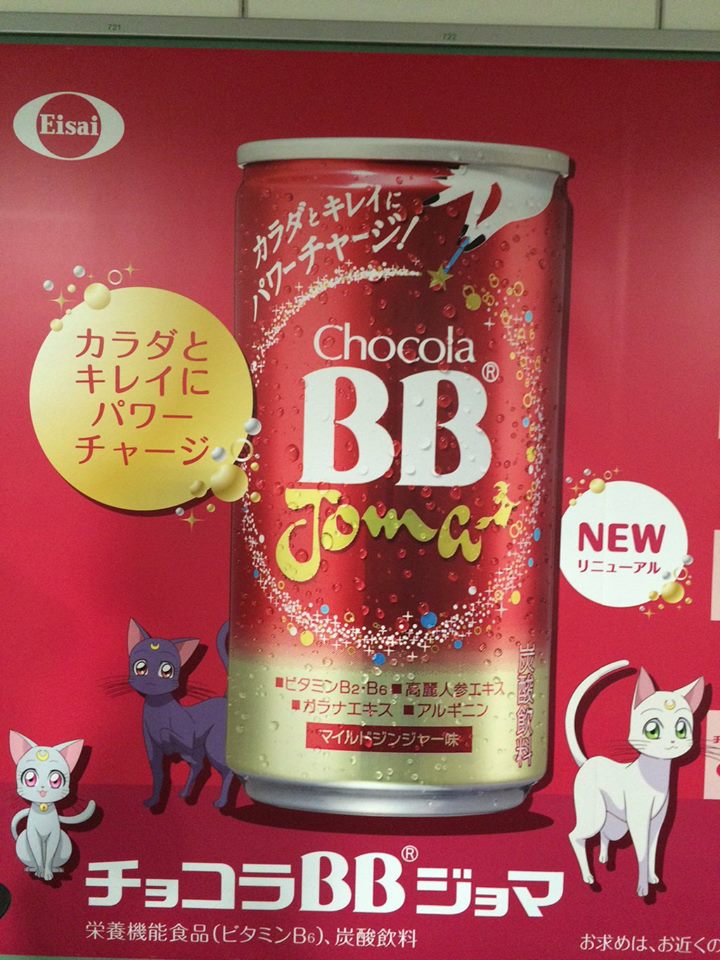 721
722
Eisai
カラダとキレイに
パワーチャージ!
カラダと
キレイに
パワー
チャージ
Chocola
BB®
Joma
NEW
リニューアル
■ビタミンB2・B6 ■高麗人参エキス
■ガラナエキス ■アルギニン
マイルドジンジャー味
炭酸飲料
チョコラBB®ジョマ
栄養機能食品(ビタミンB6)、炭酸飲料
お求めは、お近くの